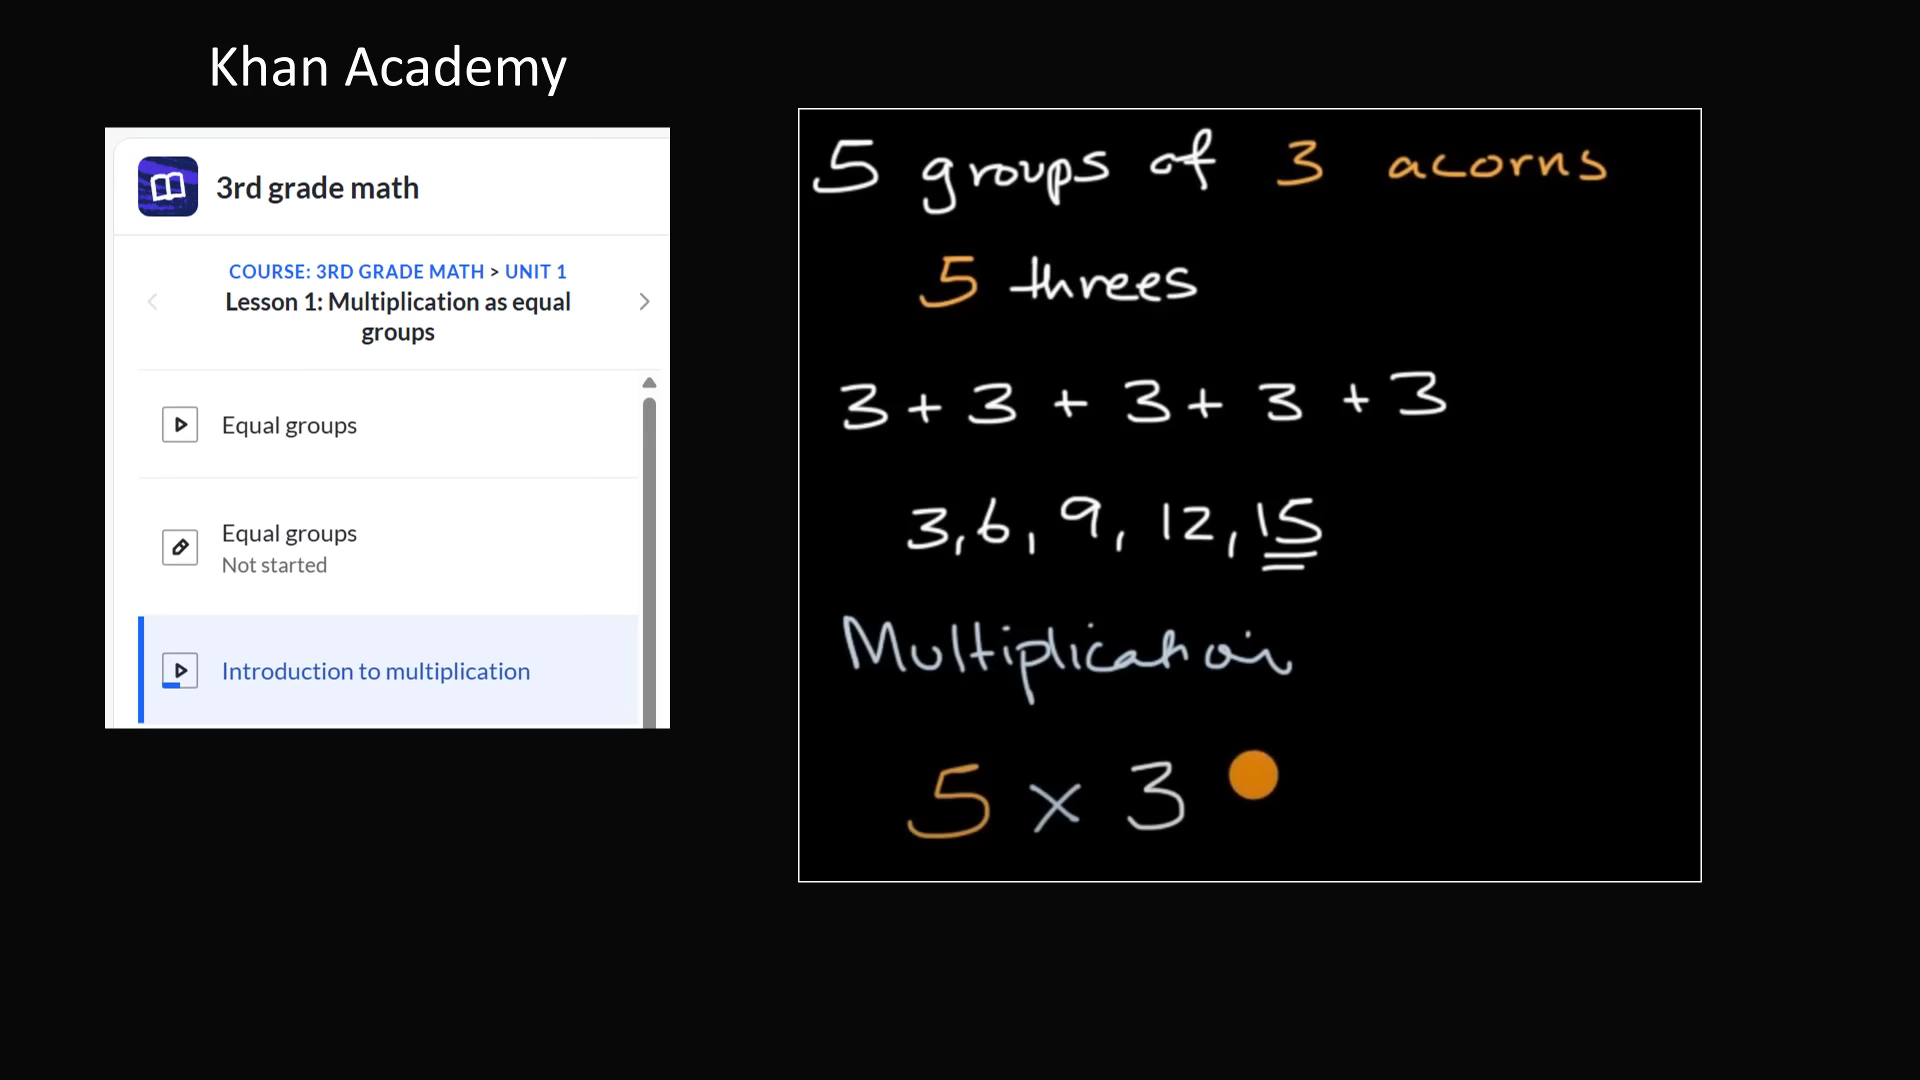 Khan Academy
3rd grade math
COURSE: 3RD GRADE MATH > UNIT 1
Lesson 1: Multiplication as equal
groups
Equal groups
Equal groups
Not started
Introduction to multiplication
5 groups of 3 acorns
5 threes
3 + 3 + 3 + 3 + 3
3, 6, 9, 12, 15
Multiplication
5 × 3